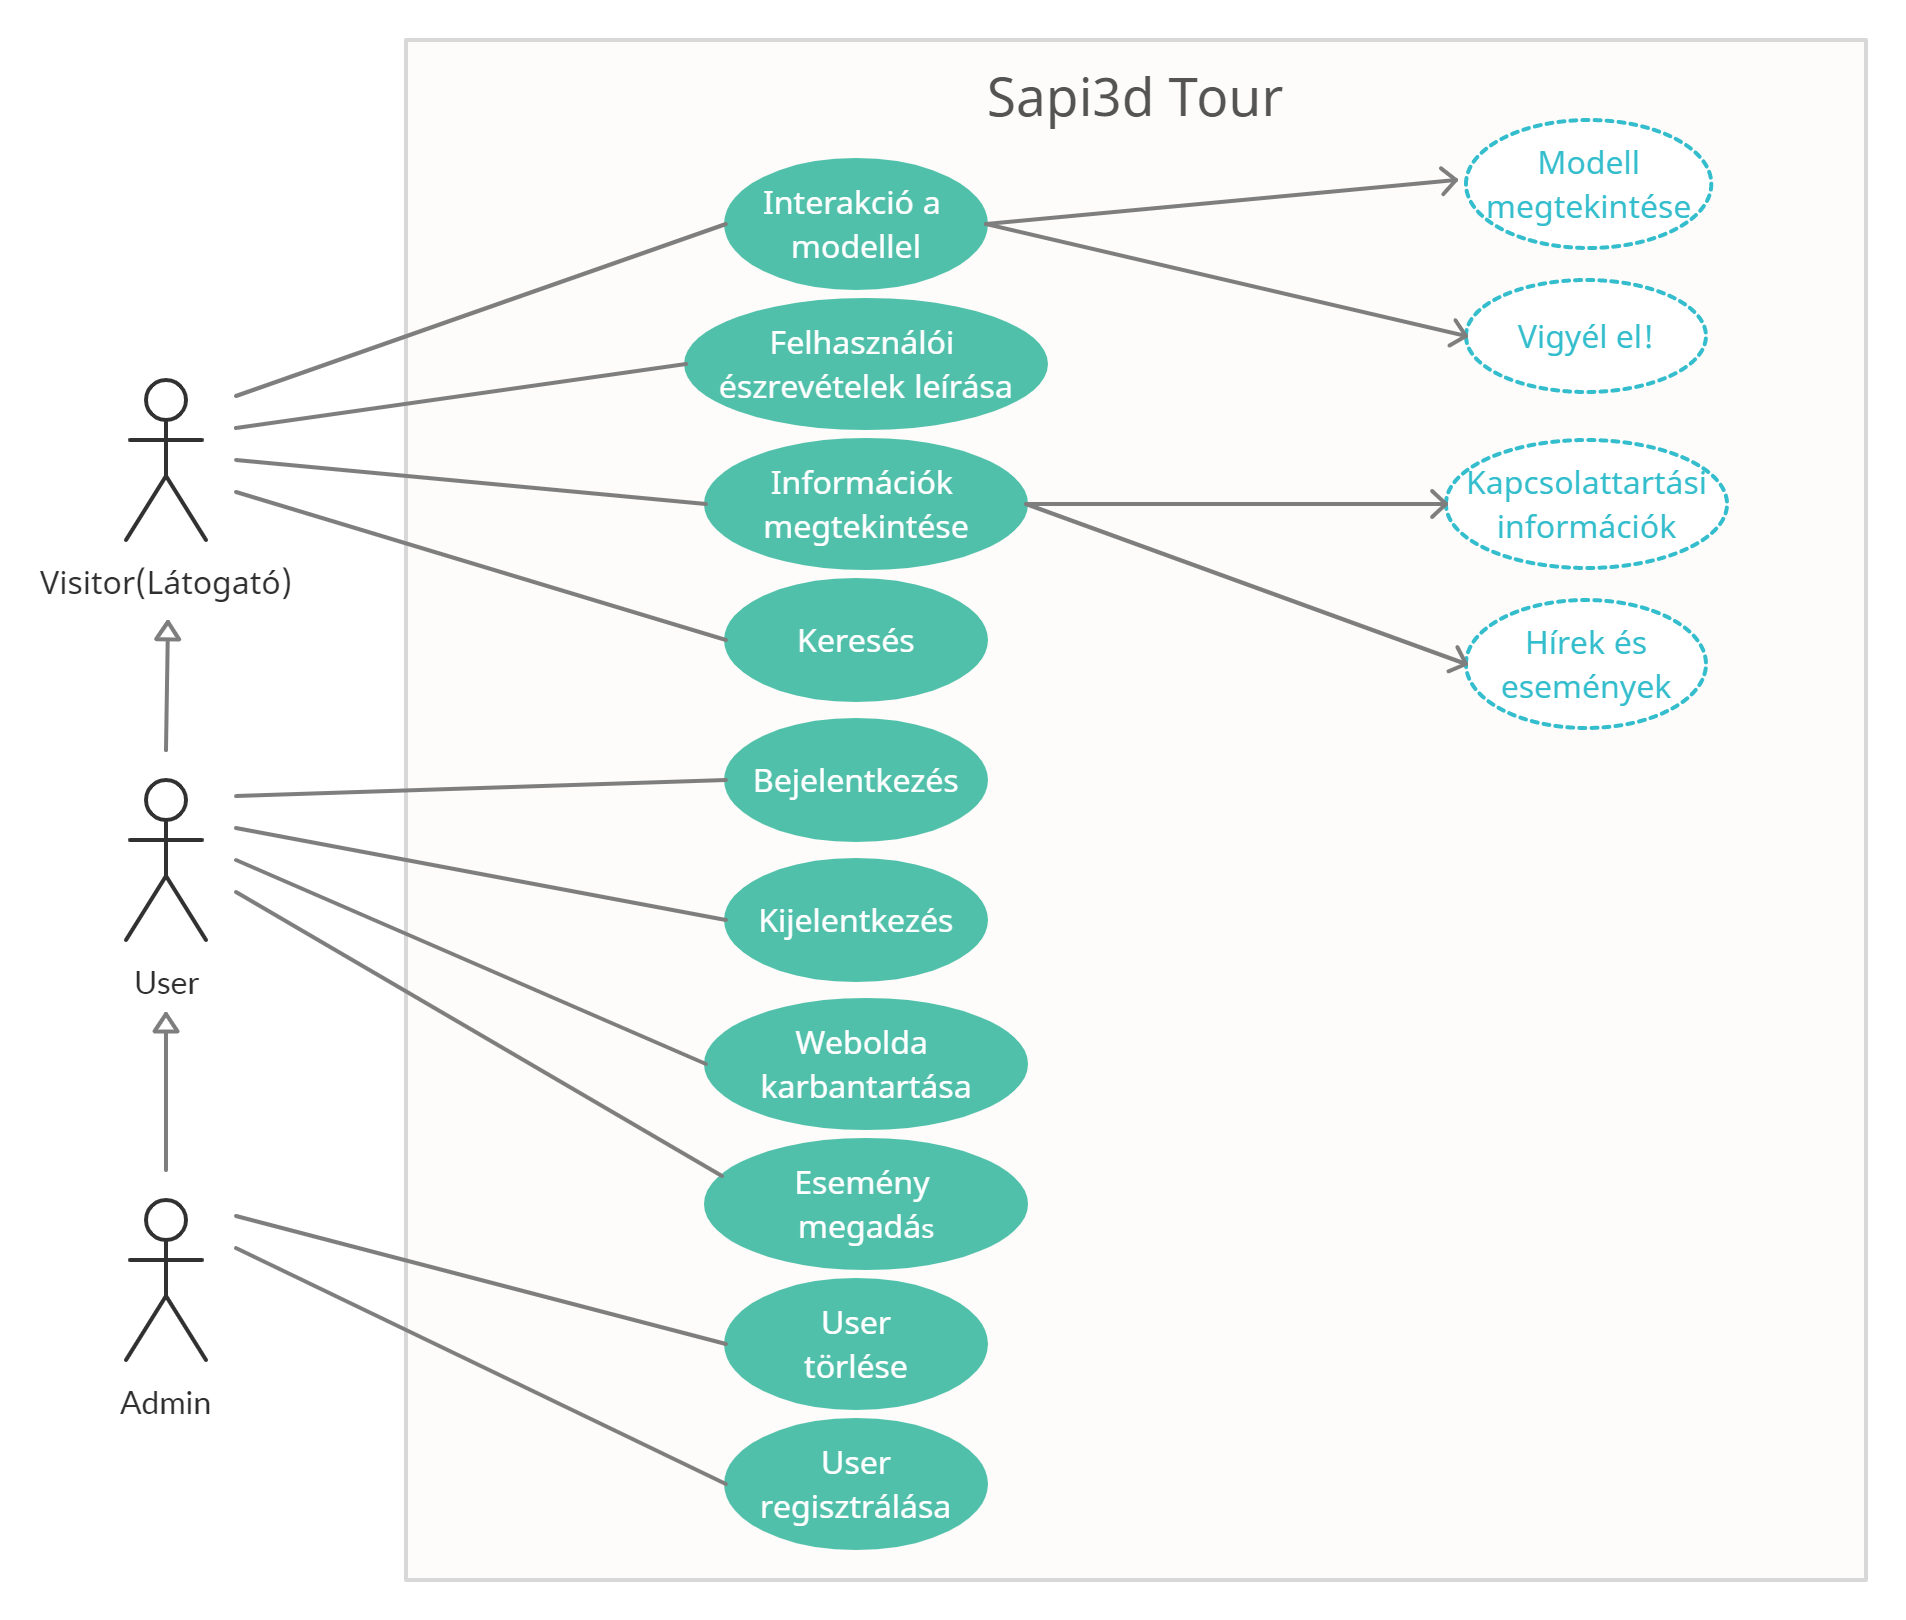 Sapi3d Tour
Interakció a
modellel
Modell
megtekintése
Vigyél el!
Felhasználói
észrevételek leírása
Információk
megtekintése
Kapcsolattartási
információk
Visitor(Látogató)
Keresés
Hírek és
események
Bejelentkezés
Kijelentkezés
User
Webolda
karbantartása
Esemény
megadás
User
törlése
Admin
User
regisztrálása